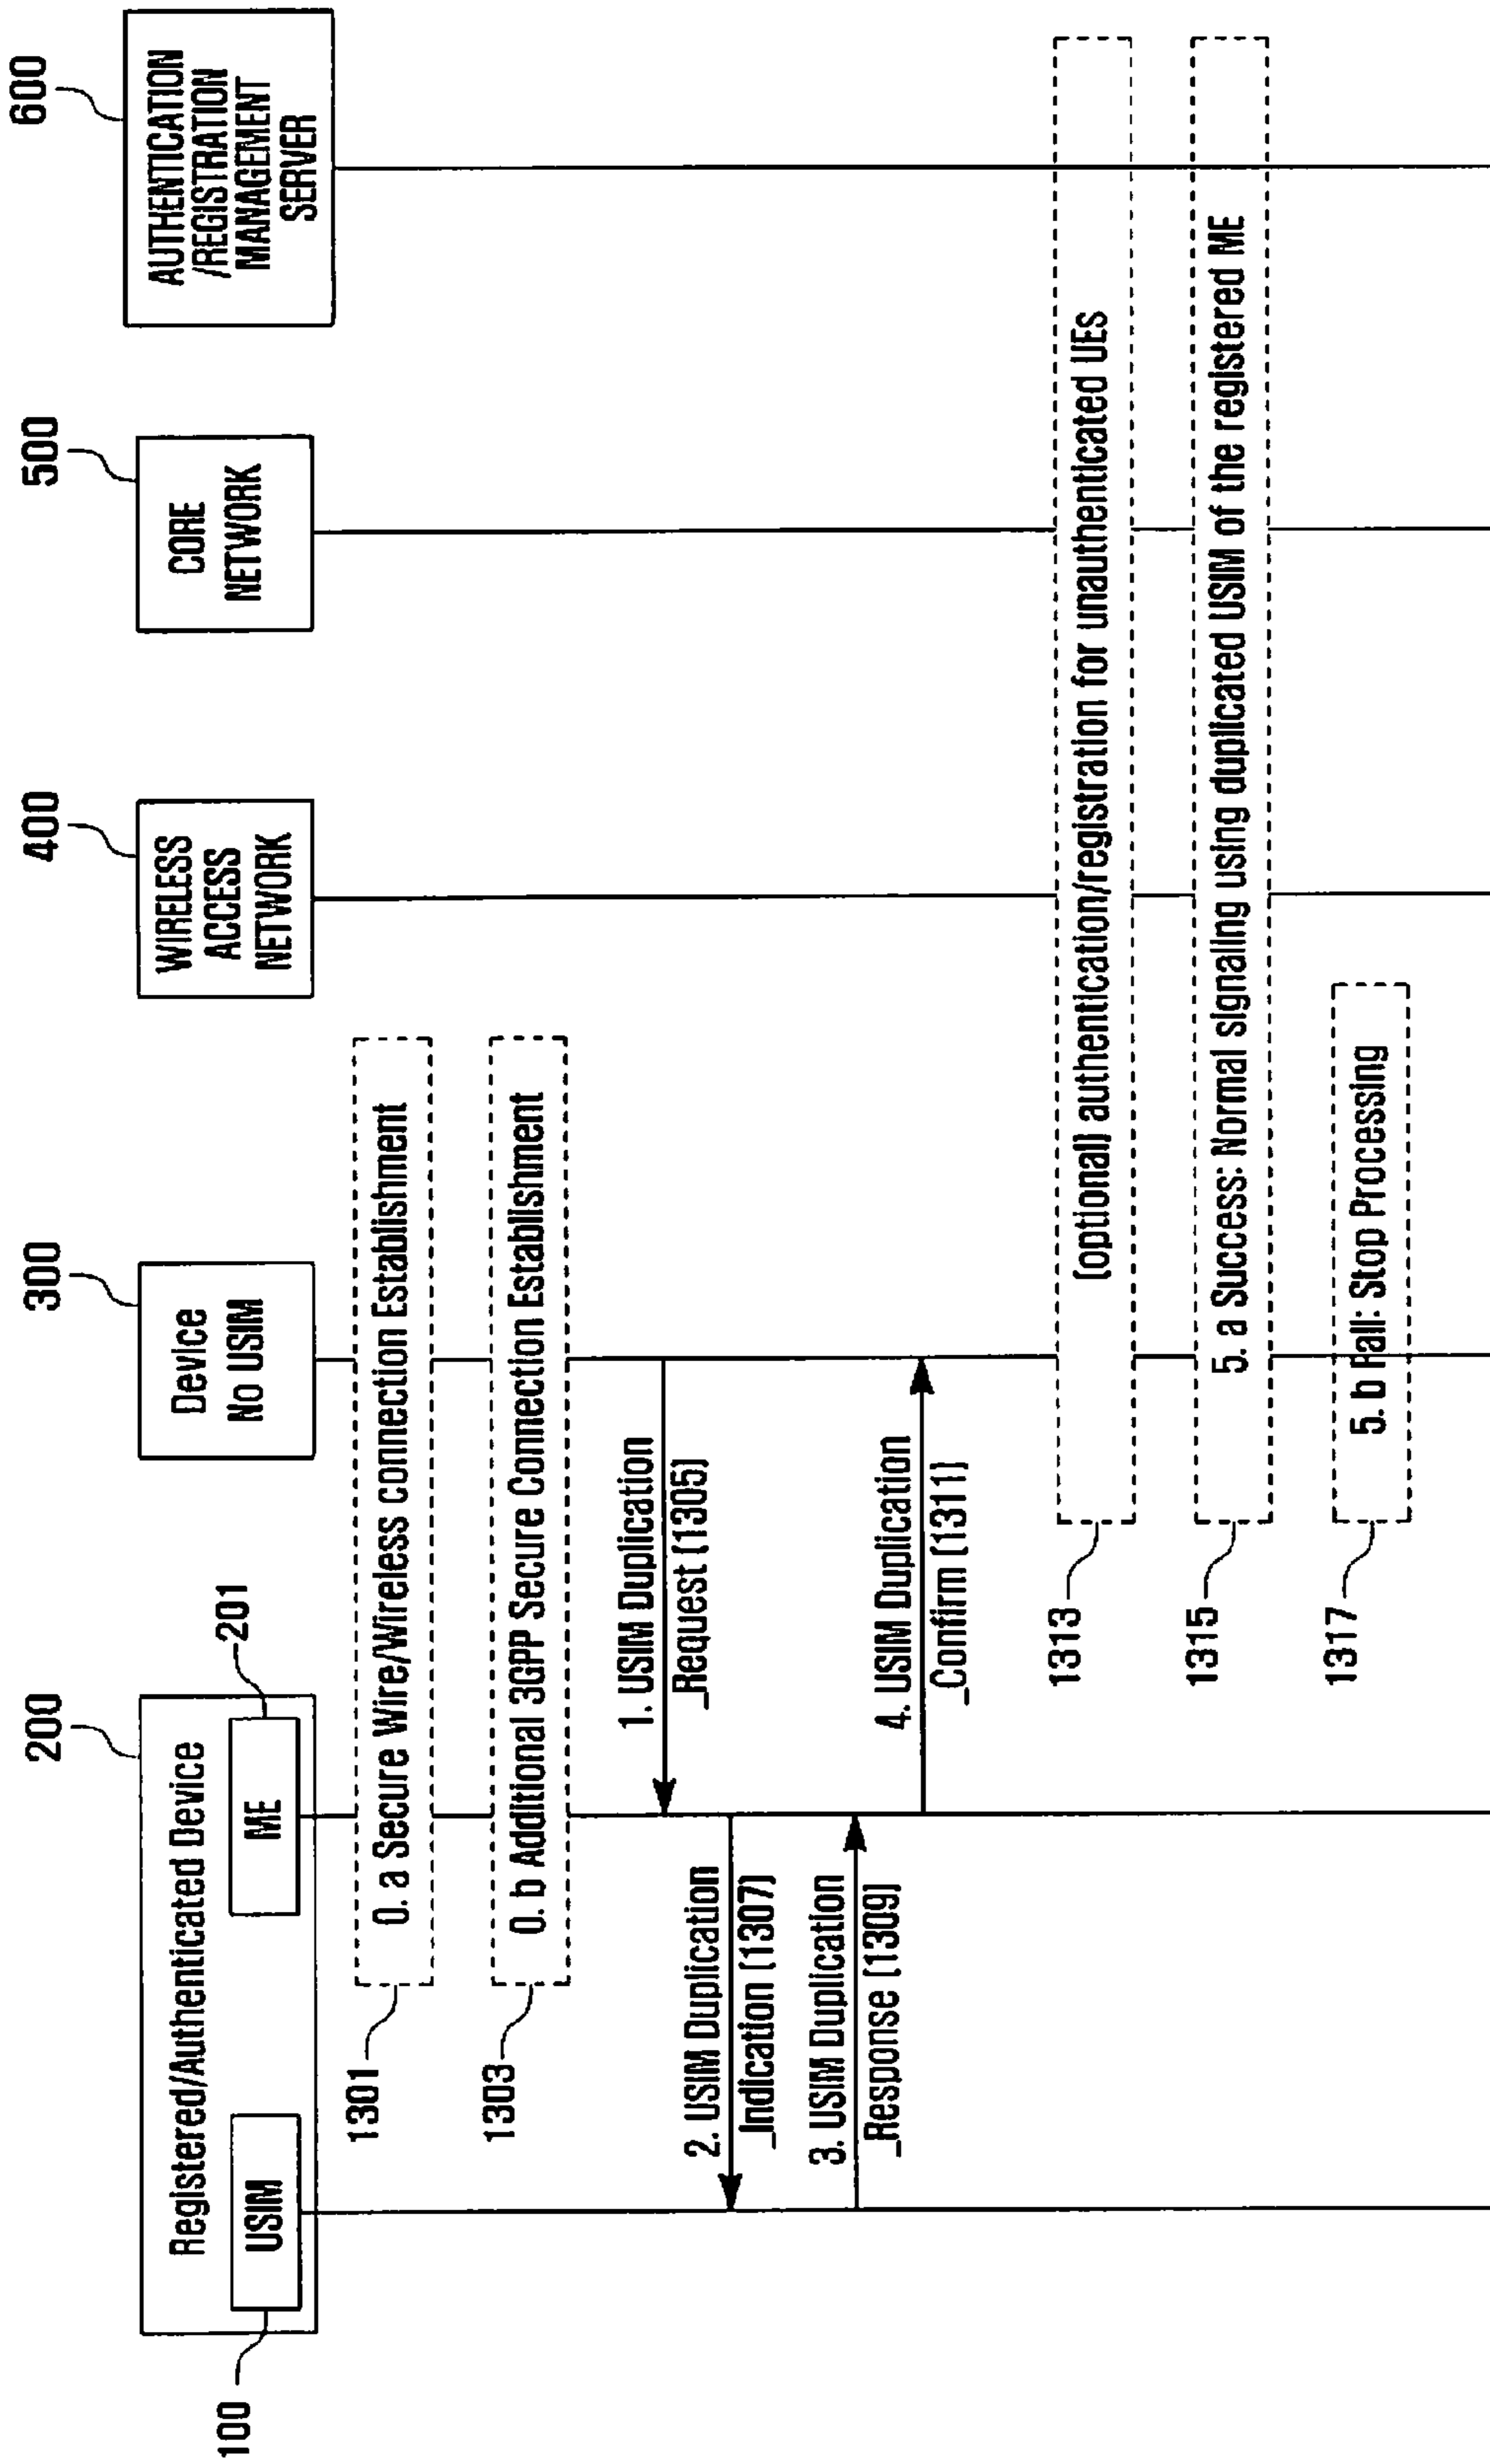 200
300
400
500
600
Registered/Authenticated Device
100
USIM
ME
201
Device
No USIM
WIRELESS
ACCESS
NETWORK
CORE
NETWORK
AUTHENTICATION
/REGISTRATION
MANAGEMENT
SERVER
1301
0. a Secure Wire/Wireless connection Establishment
1303
0. b Additional 3GPP Secure Connection Establishment
1. USIM Duplication
_Request (1305)
2. USIM Duplication
_Indication (1307)
3. USIM Duplication
_Response (1309)
4. USIM Duplication
_Confirm (1311)
1313
(optional) authentication/registration for unauthenticated UEs
1315
5. a Success: Normal signaling using duplicated USIM of the registered ME
1317
5. b Rall: Stop Processing